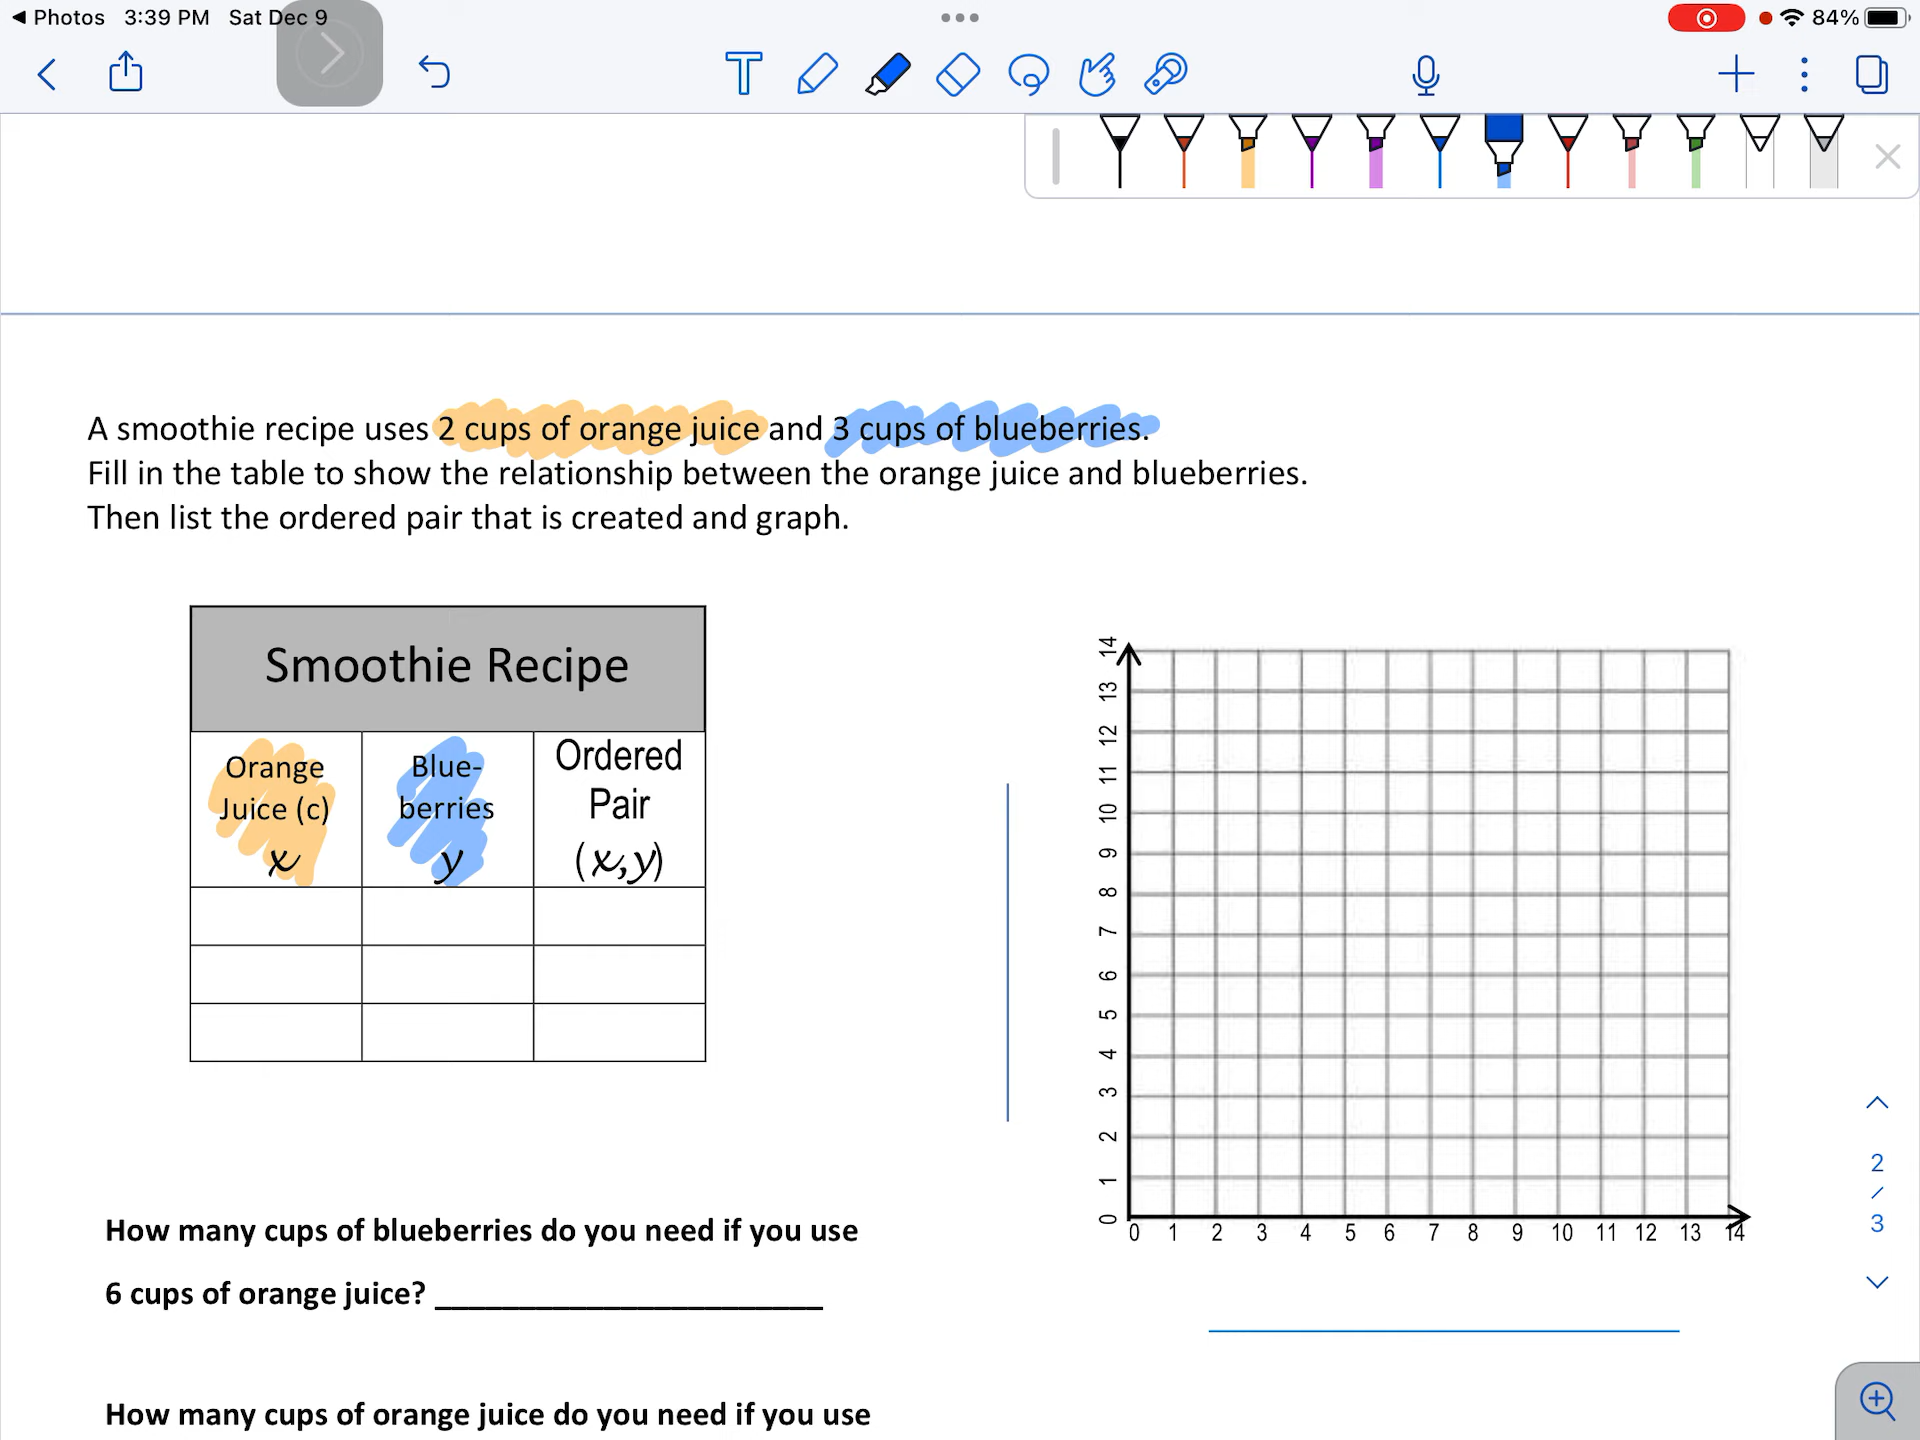 Photos 3:39 PM Sat Dec 9
84%
A smoothie recipe uses 2 cups of orange juice and 3 cups of blueberries.
Fill in the table to show the relationship between the orange juice and blueberries.
Then list the ordered pair that is created and graph.
Smoothie Recipe
Orange
Juice (c)
x
Blue-
berries
y
Ordered
Pair
(x,y)
14
13
12
11
10
9
8
7
6
5
4
3
2
1
0
0 1 2 3 4 5 6 7 8 9 10 11 12 13 14
2
/
3
How many cups of blueberries do you need if you use
6 cups of orange juice? ________________________
How many cups of orange juice do you need if you use